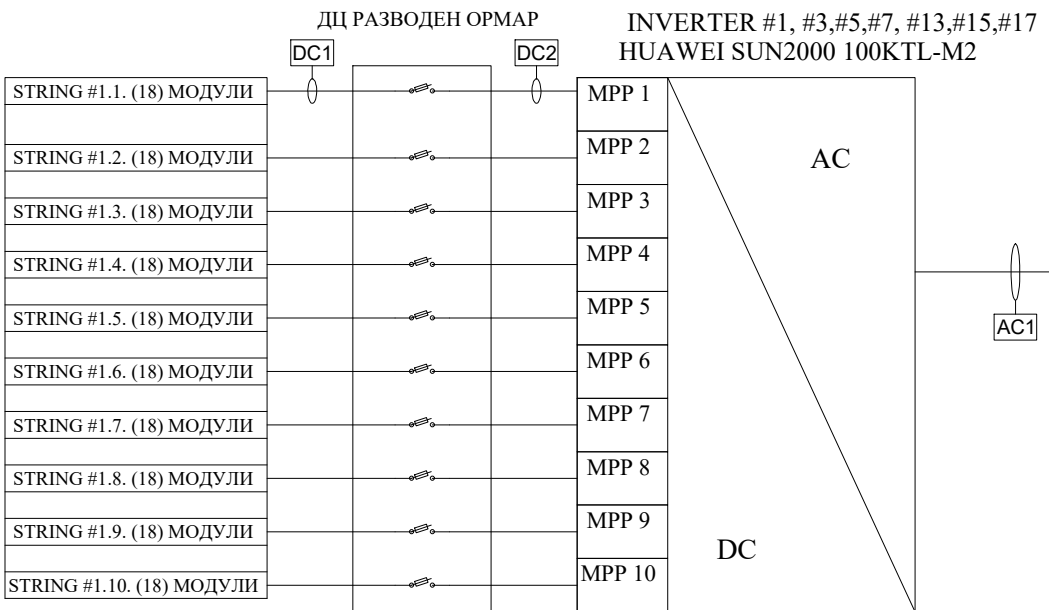 ДЦ РАЗВОДЕН ОРМАР
INVERTER #1, #3,#5,#7, #13,#15,#17
HUAWEI SUN2000 100KTL-M2
DC1
DC2
STRING #1.1. (18) МОДУЛИ
MPP 1
STRING #1.2. (18) МОДУЛИ
MPP 2
AC
STRING #1.3. (18) МОДУЛИ
MPP 3
STRING #1.4. (18) МОДУЛИ
MPP 4
STRING #1.5. (18) МОДУЛИ
MPP 5
AC1
STRING #1.6. (18) МОДУЛИ
MPP 6
STRING #1.7. (18) МОДУЛИ
MPP 7
STRING #1.8. (18) МОДУЛИ
MPP 8
STRING #1.9. (18) МОДУЛИ
MPP 9
DC
STRING #1.10. (18) МОДУЛИ
MPP 10